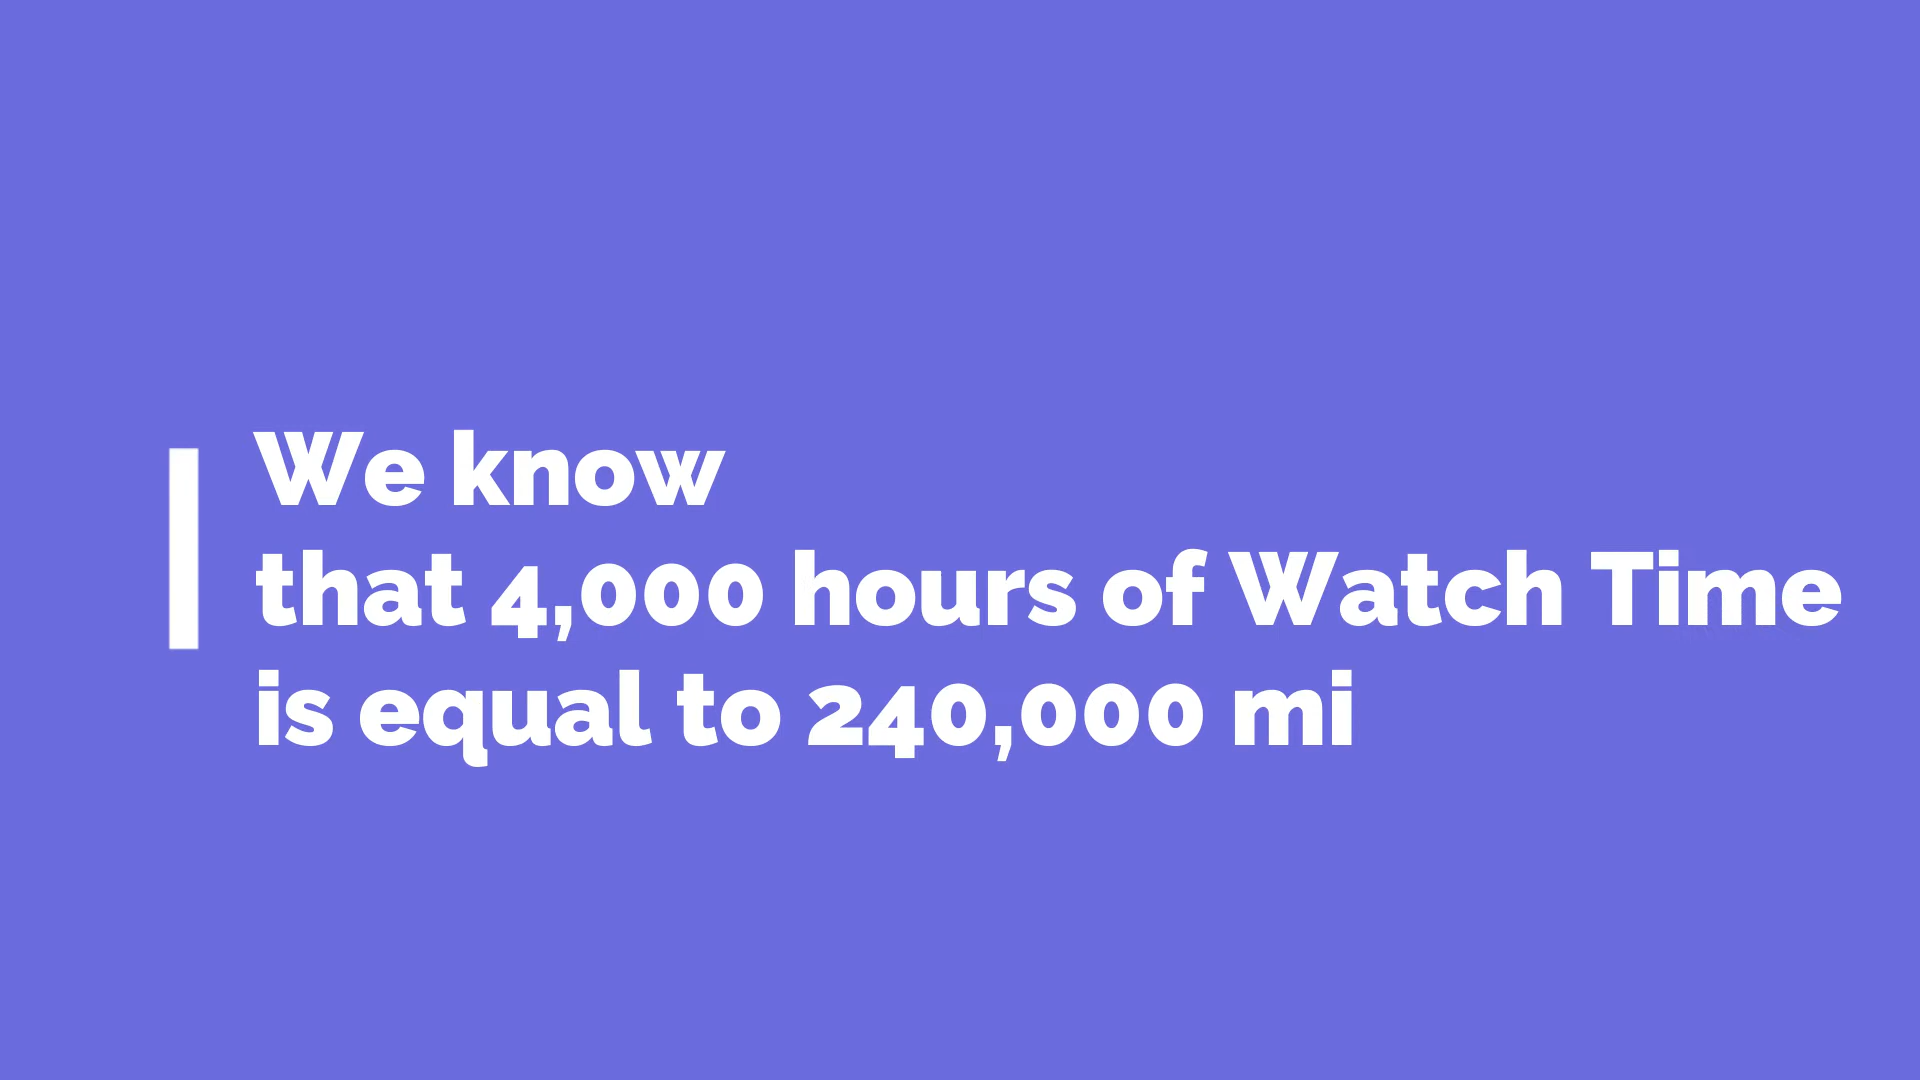 We know
that 4,000 hours of Watch Time
is equal to 240,000 mi